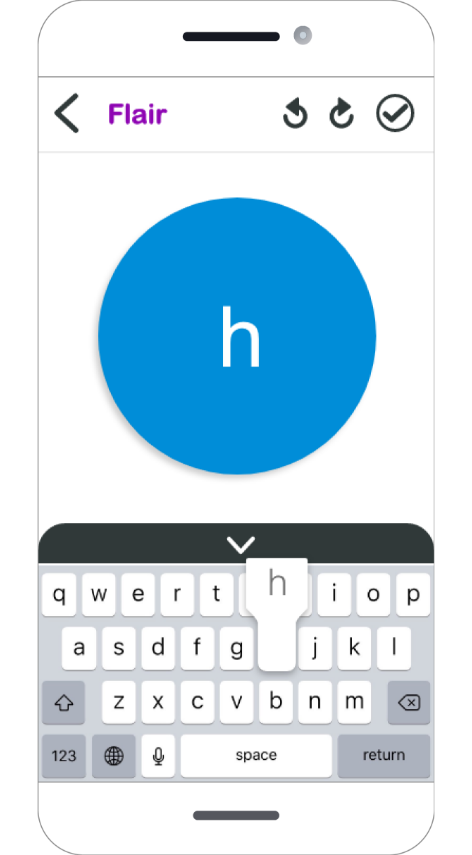 Flair
h
h
q w e r t i o p
a s d f g j k l
z x c v b n m
123 space return